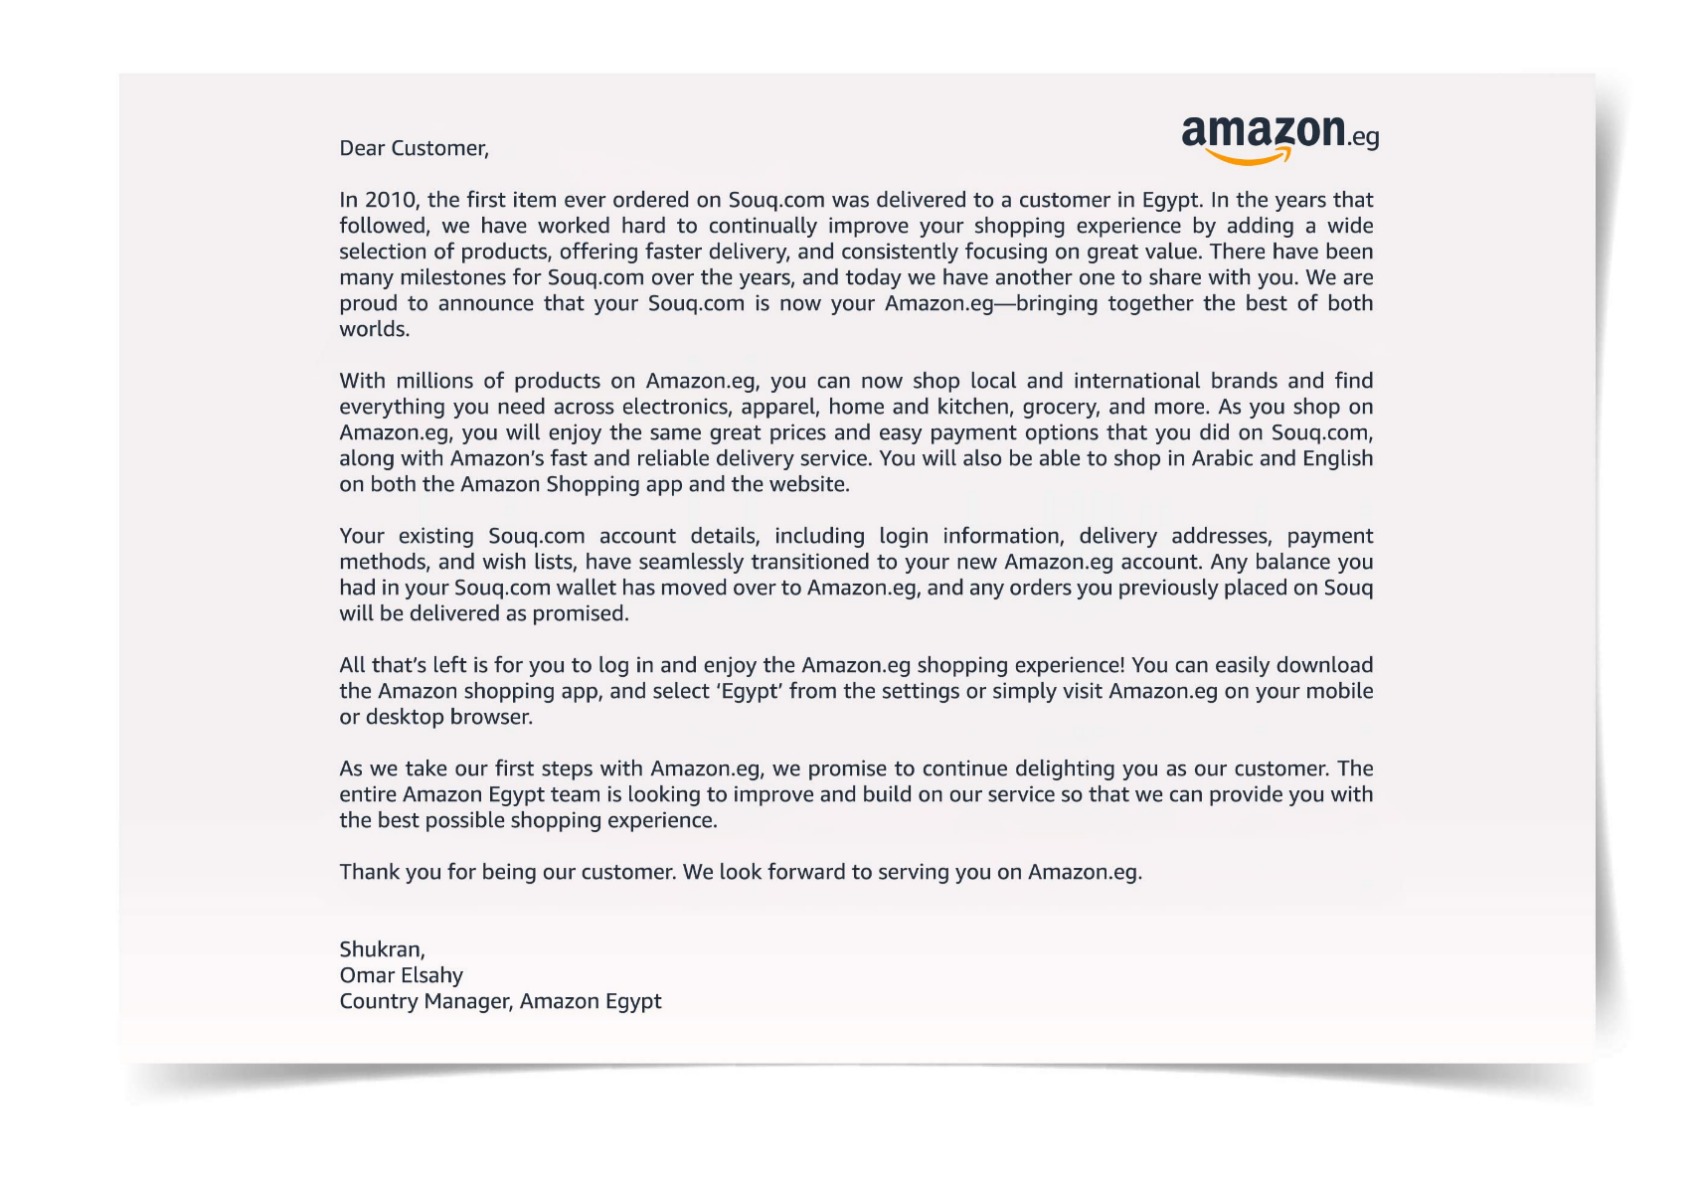 amazon.eg
Dear Customer,
In 2010, the first item ever ordered on Souq.com was delivered to a customer in Egypt. In the years that
followed, we have worked hard to continually improve your shopping experience by adding a wide
selection of products, offering faster delivery, and consistently focusing on great value. There have been
many milestones for Souq.com over the years, and today we have another one to share with you. We are
proud to announce that your Souq.com is now your Amazon.eg—bringing together the best of both
worlds.
With millions of products on Amazon.eg, you can now shop local and international brands and find
everything you need across electronics, apparel, home and kitchen, grocery, and more. As you shop on
Amazon.eg, you will enjoy the same great prices and easy payment options that you did on Souq.com,
along with Amazon’s fast and reliable delivery service. You will also be able to shop in Arabic and English
on both the Amazon Shopping app and the website.
Your existing Souq.com account details, including login information, delivery addresses, payment
methods, and wish lists, have seamlessly transitioned to your new Amazon.eg account. Any balance you
had in your Souq.com wallet has moved over to Amazon.eg, and any orders you previously placed on Souq
will be delivered as promised.
All that’s left is for you to log in and enjoy the Amazon.eg shopping experience! You can easily download
the Amazon shopping app, and select ‘Egypt’ from the settings or simply visit Amazon.eg on your mobile
or desktop browser.
As we take our first steps with Amazon.eg, we promise to continue delighting you as our customer. The
entire Amazon Egypt team is looking to improve and build on our service so that we can provide you with
the best possible shopping experience.
Thank you for being our customer. We look forward to serving you on Amazon.eg.
Shukran,
Omar Elsahy
Country Manager, Amazon Egypt